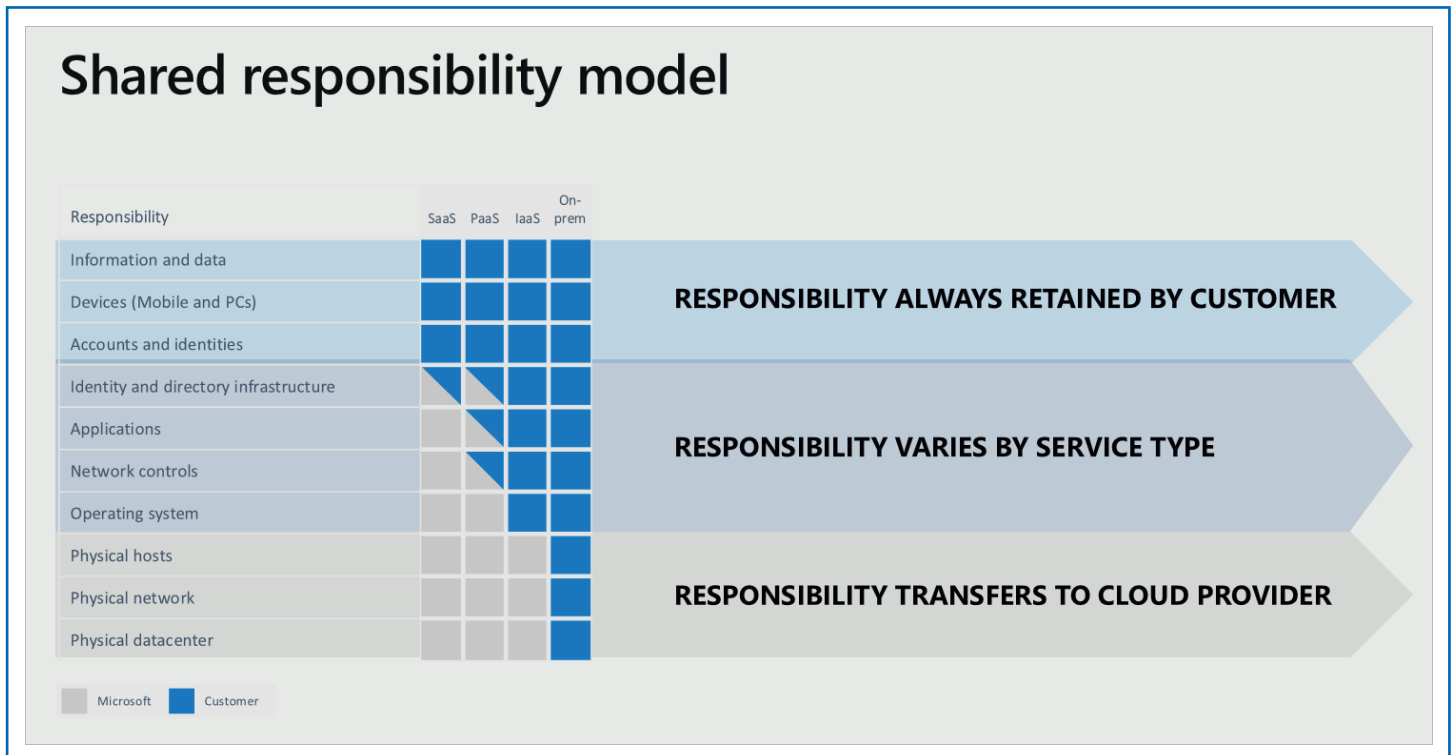 Shared responsibility model
Responsibility
SaaS PaaS IaaS On-
prem
Information and data
Devices (Mobile and PCs)
Accounts and identities
RESPONSIBILITY ALWAYS RETAINED BY CUSTOMER
Identity and directory infrastructure
Applications
Network controls
Operating system
RESPONSIBILITY VARIES BY SERVICE TYPE
Physical hosts
Physical network
Physical datacenter
RESPONSIBILITY TRANSFERS TO CLOUD PROVIDER
Microsoft Customer